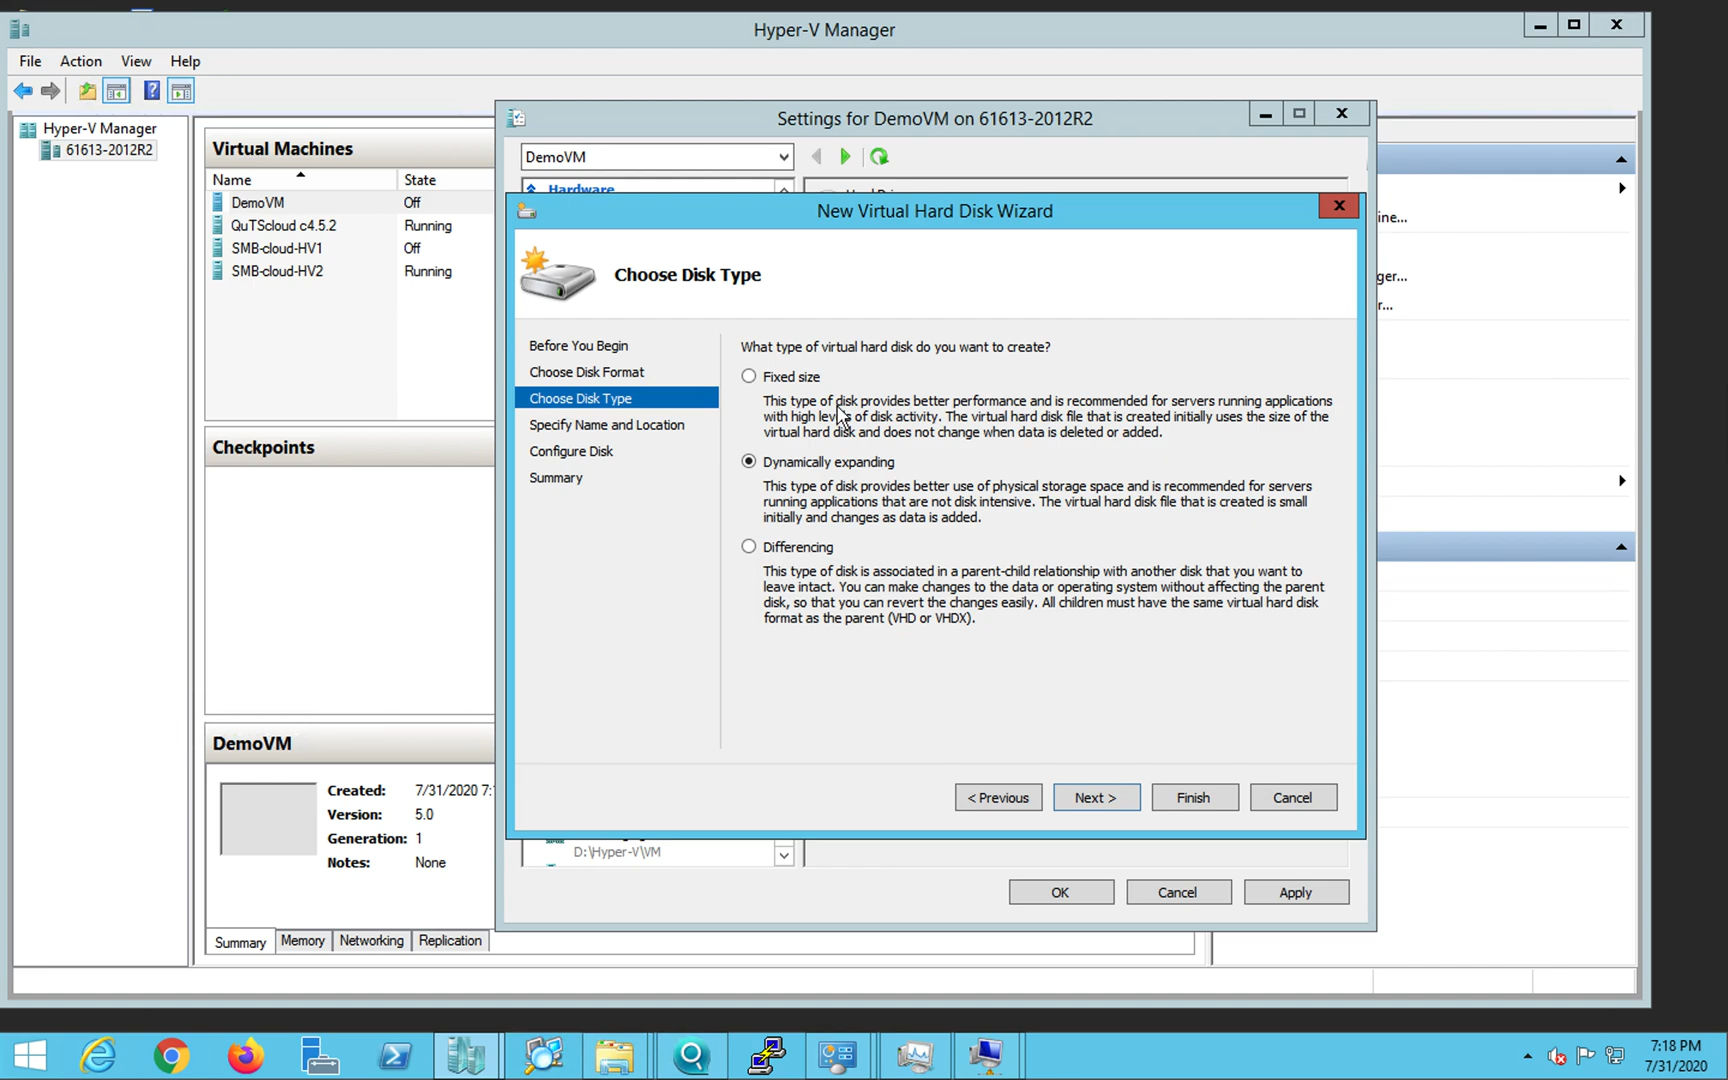 Hyper-V Manager
File Action View Help
Hyper-V Manager
61613-2012R2
Virtual Machines
Name State
DemoVM Off
QuTScloud c4.5.2 Running
SMB-cloud-HV1 Off
SMB-cloud-HV2 Running
Checkpoints
DemoVM
Created: 7/31/2020 7:
Version: 5.0
Generation: 1
Notes: None
Summary Memory Networking Replication
Settings for DemoVM on 61613-2012R2
DemoVM
Hardware
New Virtual Hard Disk Wizard
Choose Disk Type
Before You Begin
Choose Disk Format
Choose Disk Type
Specify Name and Location
Configure Disk
Summary
What type of virtual hard disk do you want to create?
Fixed size
This type of disk provides better performance and is recommended for servers running applications
with high levels of disk activity. The virtual hard disk file that is created initially uses the size of the
virtual hard disk and does not change when data is deleted or added.
Dynamically expanding
This type of disk provides better use of physical storage space and is recommended for servers
running applications that are not disk intensive. The virtual hard disk file that is created is small
initially and changes as data is added.
Differencing
This type of disk is associated in a parent-child relationship with another disk that you want to
leave intact. You can make changes to the data or operating system without affecting the parent
disk, so that you can revert the changes easily. All children must have the same virtual hard disk
format as the parent (VHD or VHDX).
< Previous Next > Finish Cancel
D:\Hyper-V\VM
OK Cancel Apply
ine...
ger...
r...
7:18 PM
7/31/2020